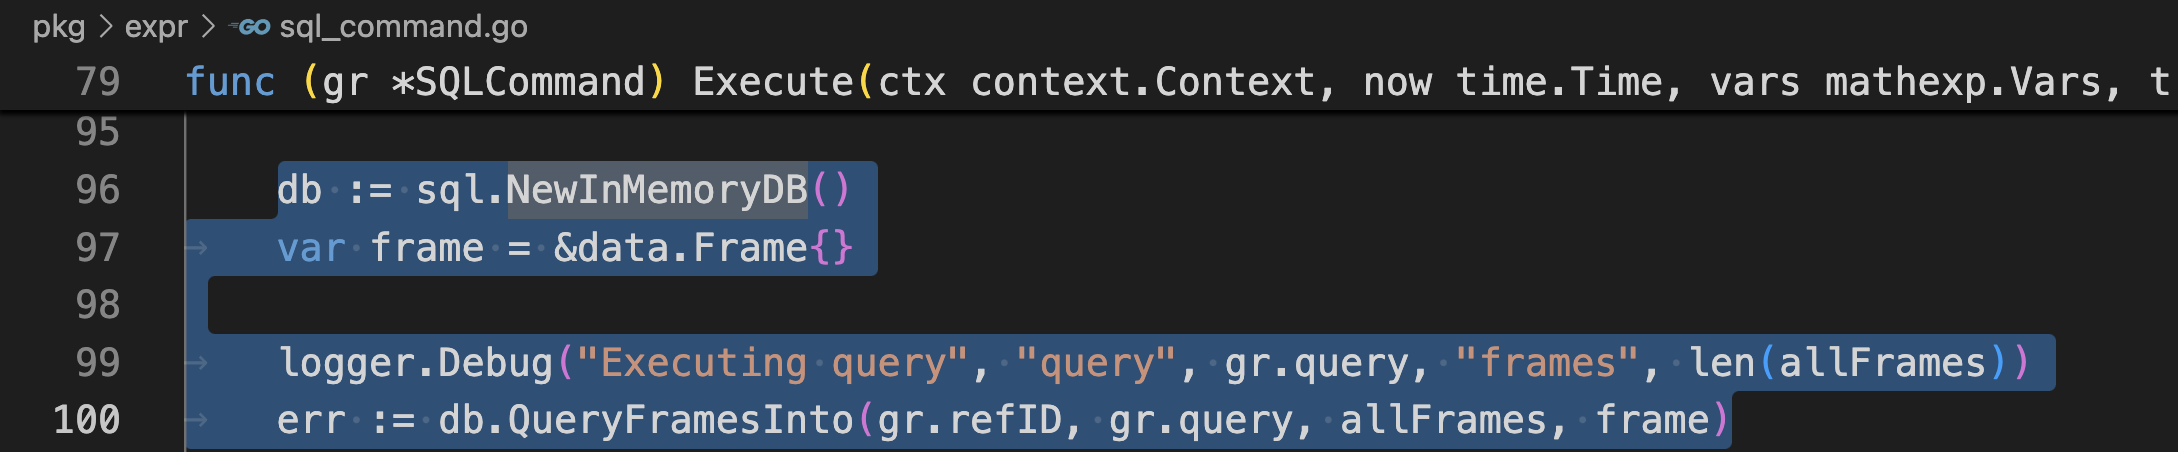 pkg > expr > GO sql_command.go
79 func (gr *SQLCommand) Execute(ctx context.Context, now time.Time, vars mathexp.Vars, t
95
96 db := sql.NewInMemoryDB()
97 var frame = &data.Frame{}
98
99 logger.Debug("Executing query", "query", gr.query, "frames", len(allFrames))
100 err := db.QueryFramesInto(gr.refID, gr.query, allFrames, frame)